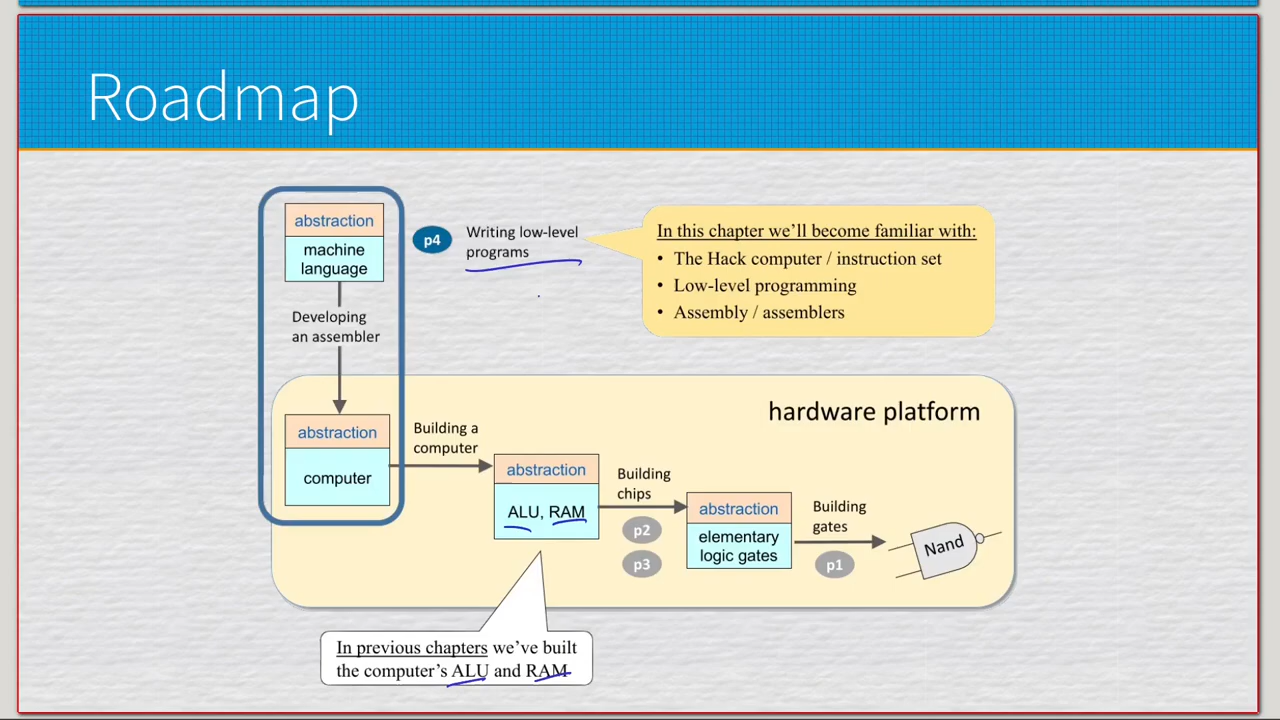 Roadmap
abstraction
machine
language
p4
Writing low-level
programs
In this chapter we'll become familiar with:
• The Hack computer / instruction set
• Low-level programming
• Assembly / assemblers
Developing
an assembler
hardware platform
abstraction
computer
Building a
computer
abstraction
ALU, RAM
Building
chips
p2
p3
abstraction
elementary
logic gates
Building
gates
p1
Nand
In previous chapters we've built
the computer's ALU and RAM